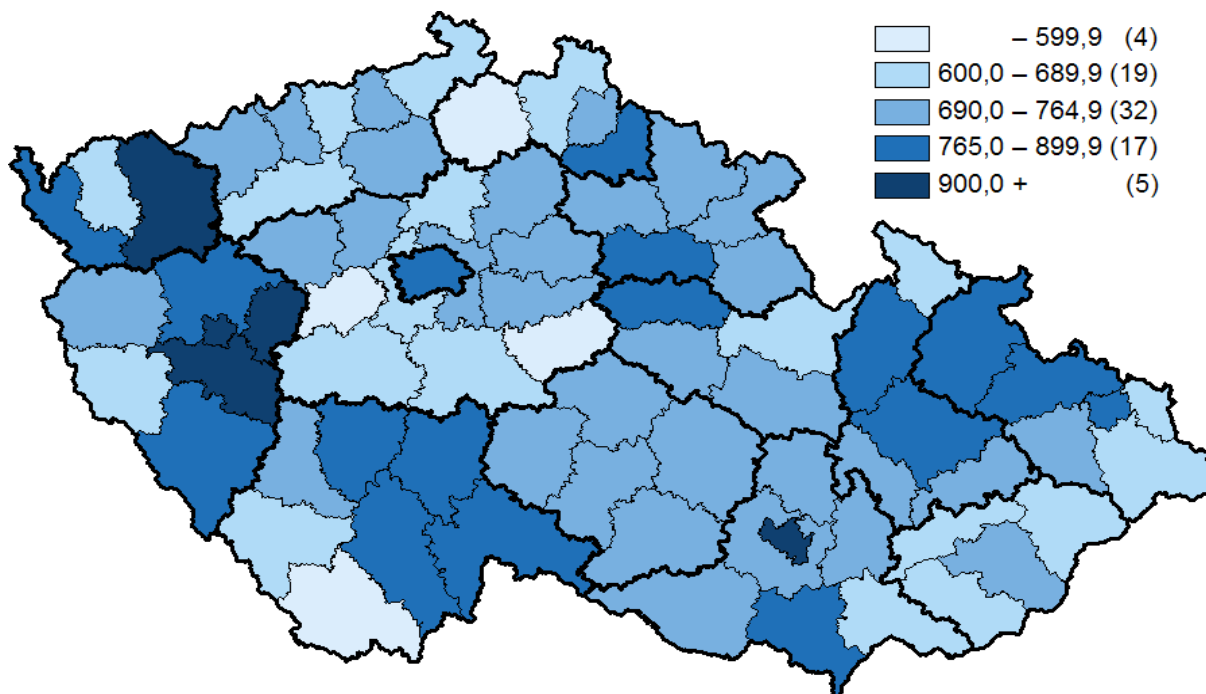 – 599,9 (4)
600,0 – 689,9 (19)
690,0 – 764,9 (32)
765,0 – 899,9 (17)
900,0 + (5)